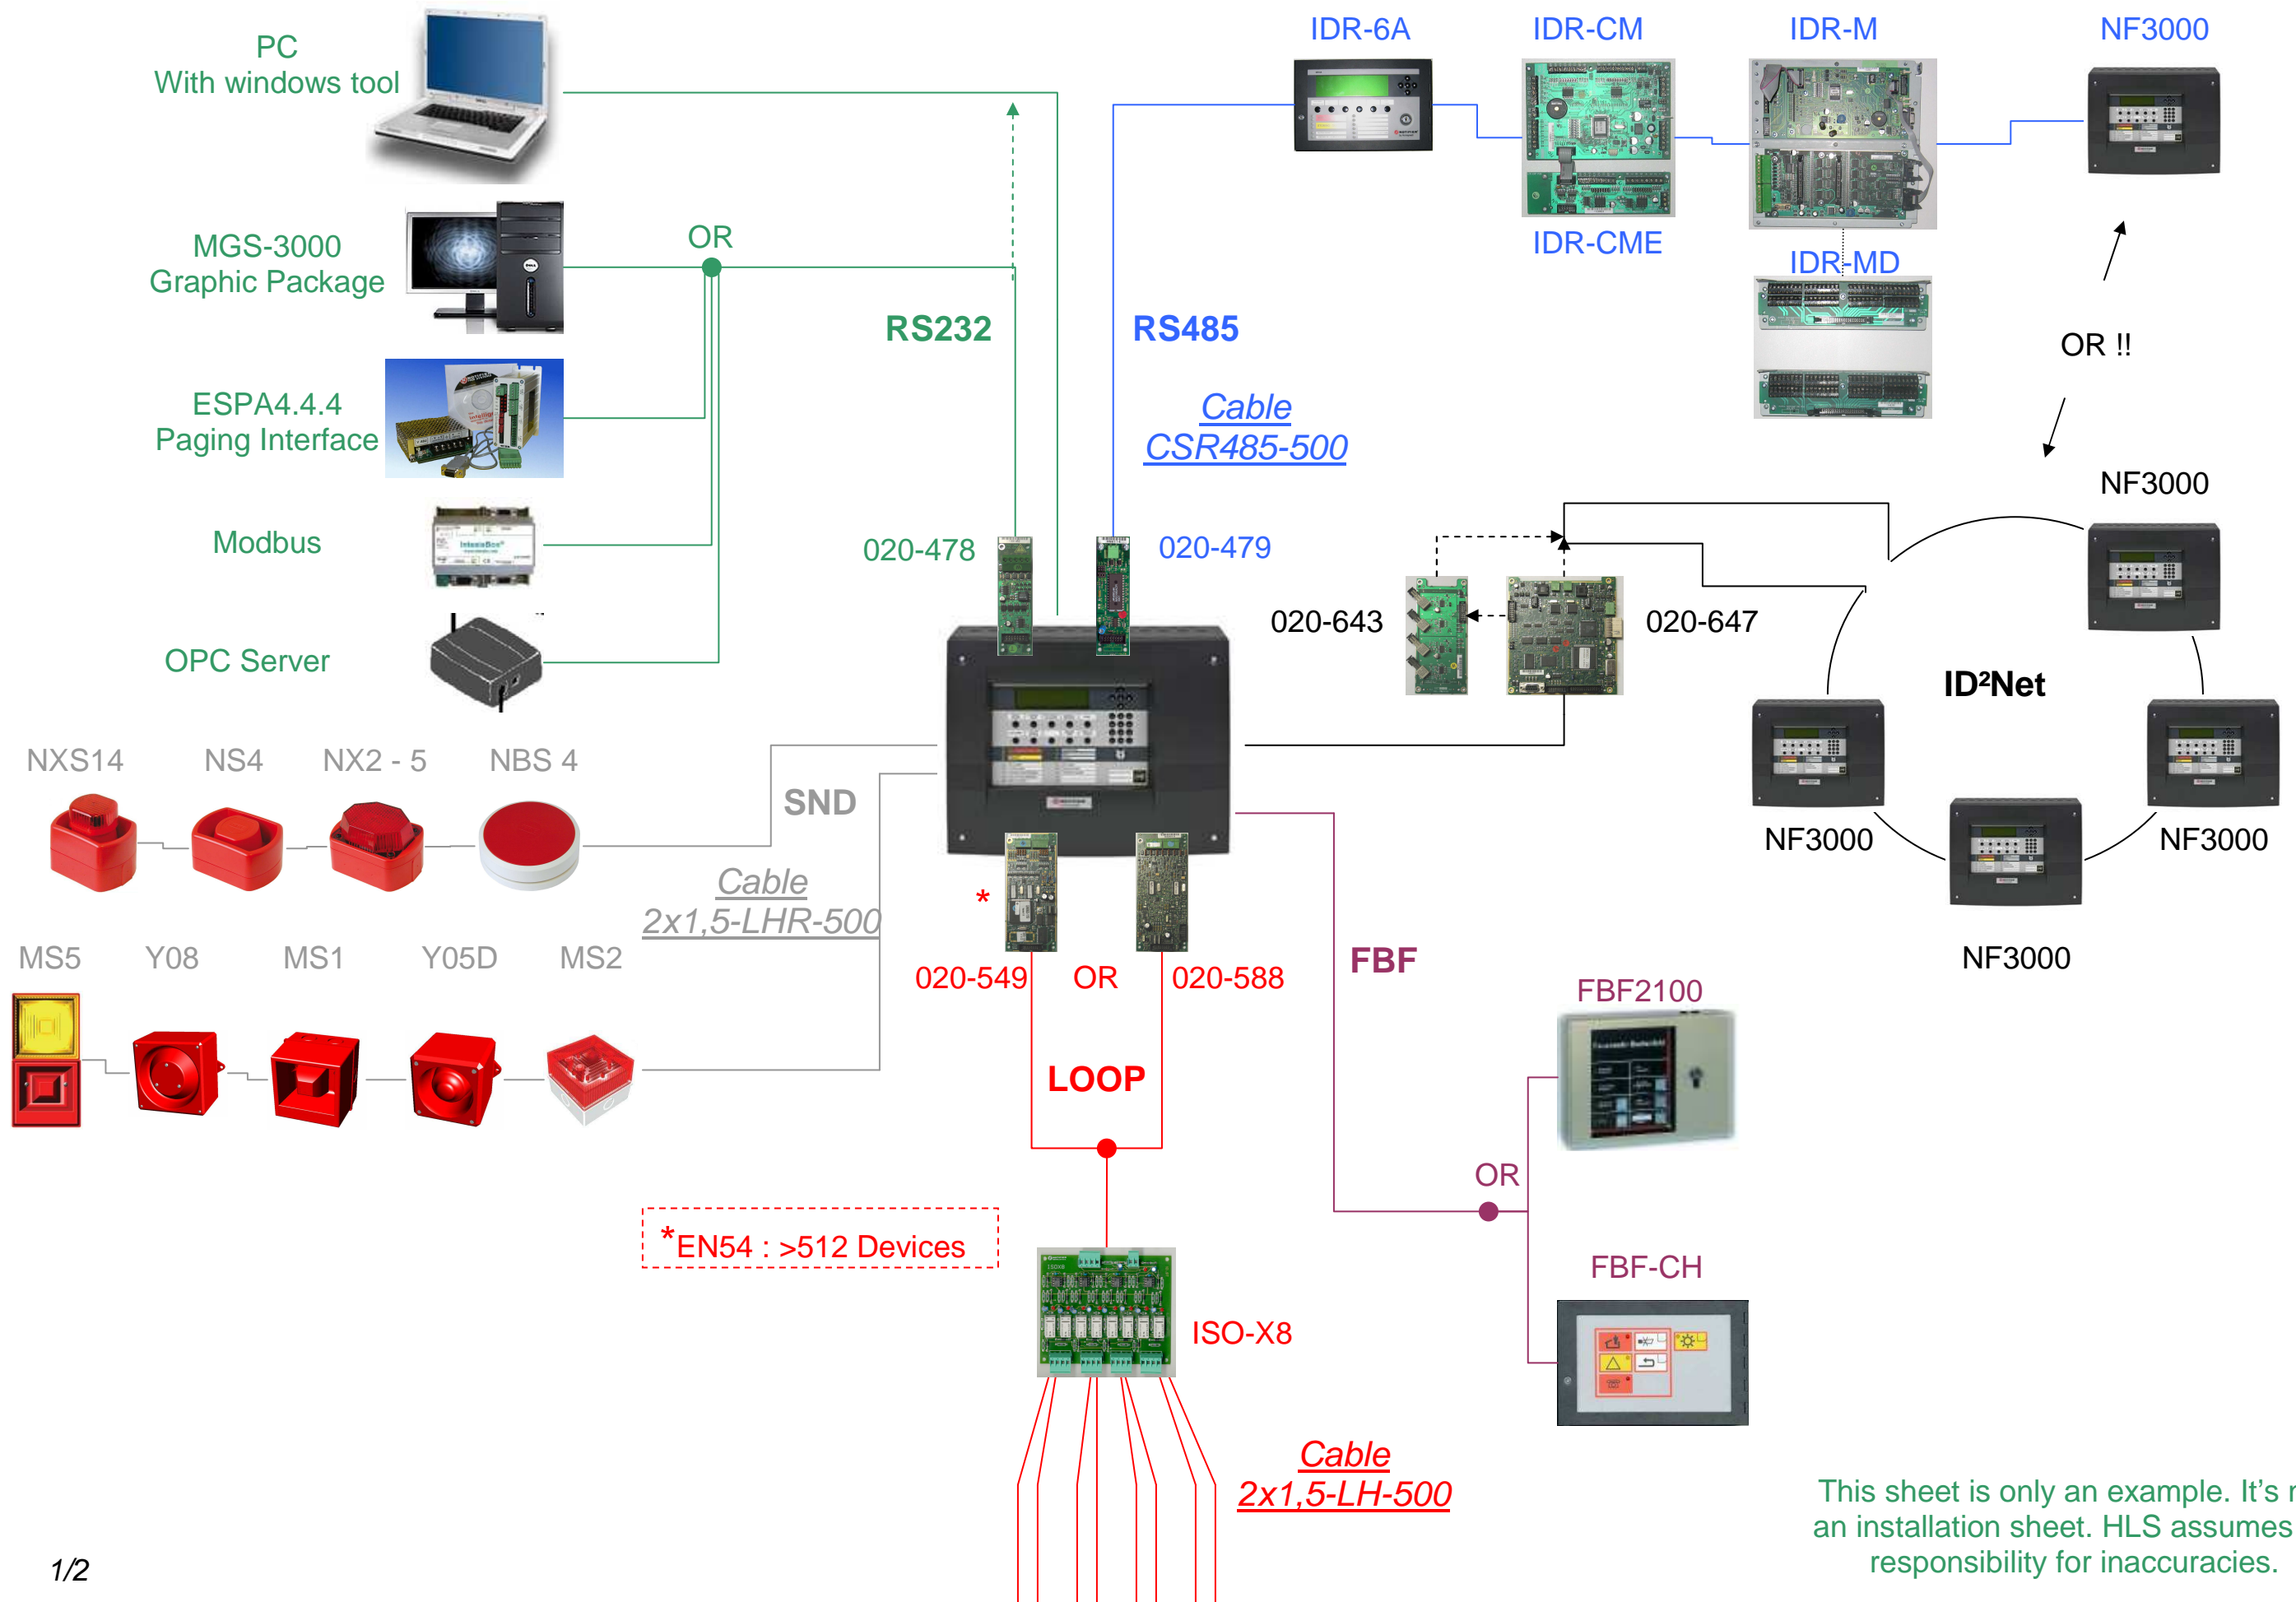 PC
With windows tool
MGS-3000
Graphic Package
ESPA4.4.4
Paging Interface
Modbus
OPC Server
OR
RS232
RS485
Cable
CSR485-500
020-478
020-479
IDR-6A
IDR-CM
IDR-CME
IDR-M
IDR-MD
NF3000
OR !!
020-643
020-647
NF3000
ID²Net
NF3000
NF3000
NF3000
NXS14
NS4
NX2 - 5
NBS 4
SND
Cable
2x1,5-LHR-500
MS5
Y08
MS1
Y05D
MS2
*
020-549
OR
020-588
LOOP
*EN54 : >512 Devices
ISOX8
ISO-X8
Cable
2x1,5-LH-500
FBF
OR
FBF2100
FBF-CH
This sheet is only an example. It's
an installation sheet. HLS assumes
responsibility for inaccuracies.
1/2